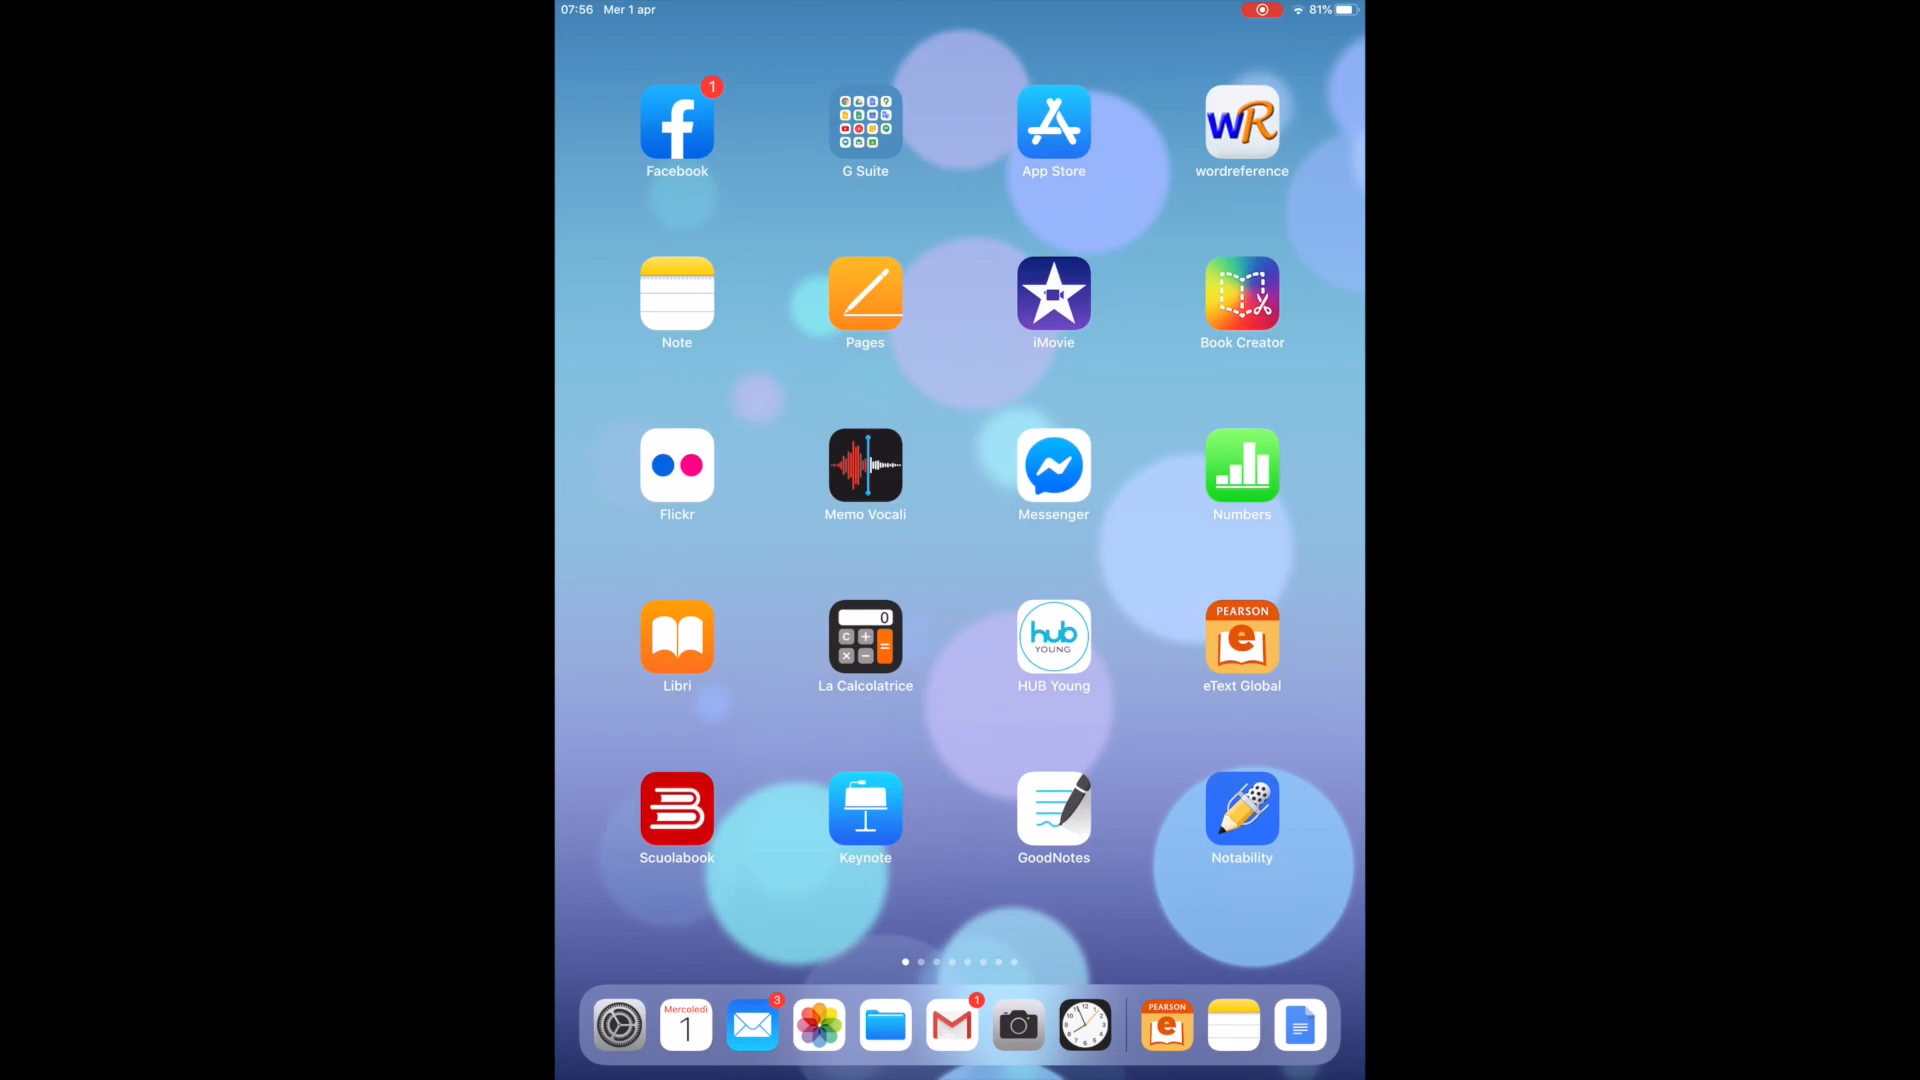 07:56 Mer 1 apr
81%
1
Facebook
G Suite
App Store
WR
wordreference
Note
Pages
iMovie
Book Creator
Flickr
Memo Vocali
Messenger
Numbers
0
C + = × −
hub
YOUNG
PEARSON
e
Libri
La Calcolatrice
HUB Young
eText Global
Scuolabook
Keynote
GoodNotes
Notability
Mercoledì
1
3
1
PEARSON
e